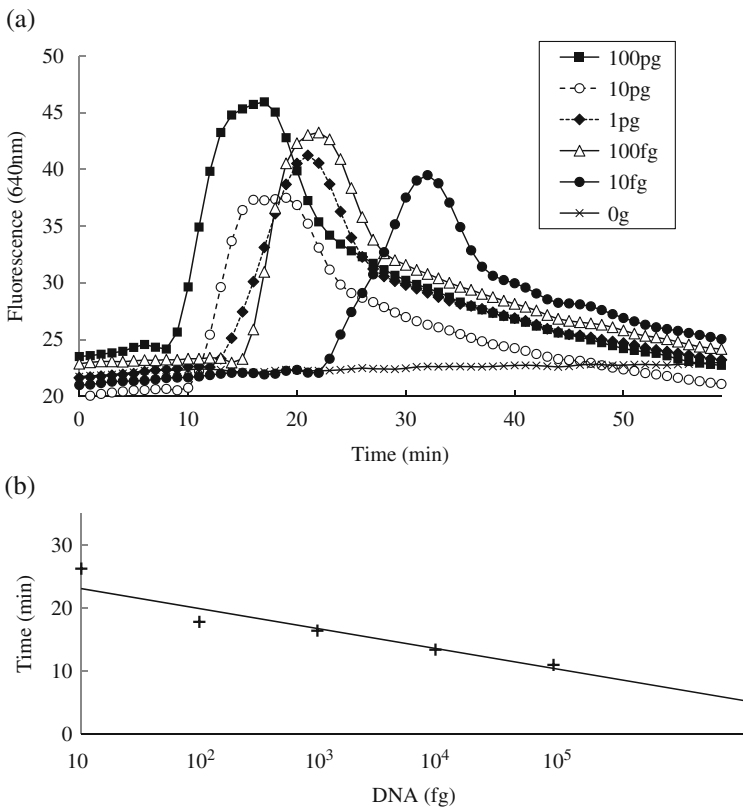 (a)
50
45
40
35
30
25
20
Fluorescence (640nm)
100pg
10pg
1pg
100fg
10fg
0g
0 10 20 30 40 50
Time (min)
(b)
30
20
10
0
Time (min)
10 10² 10³ 10⁴ 10⁵
DNA (fg)